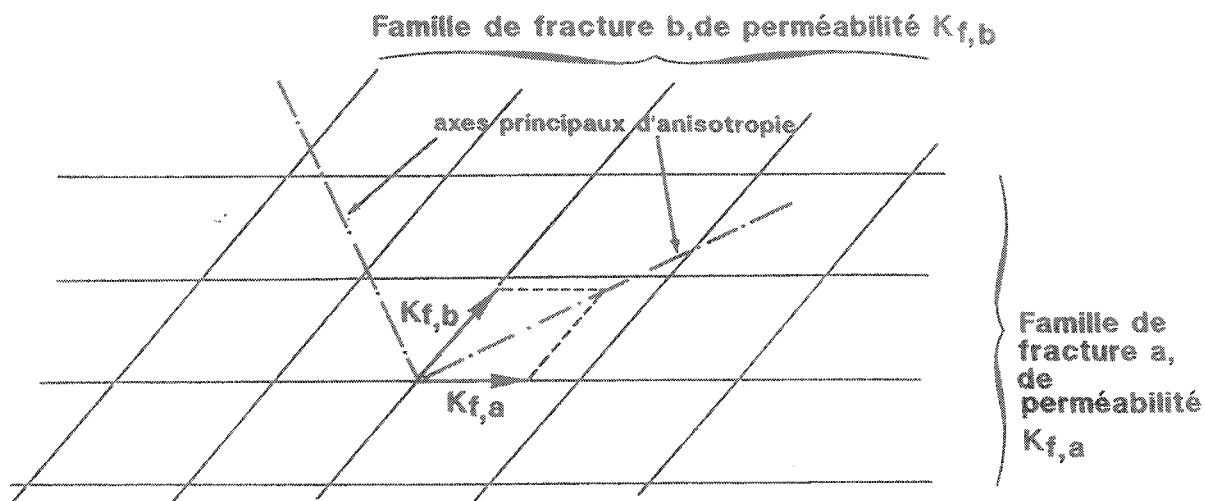 Famille de fracture b,de perméabilité Kf,b
axes principaux d'anisotropie
Kf,b
Kf,a
Famille de
fracture a,
de
perméabilité
Kf,a